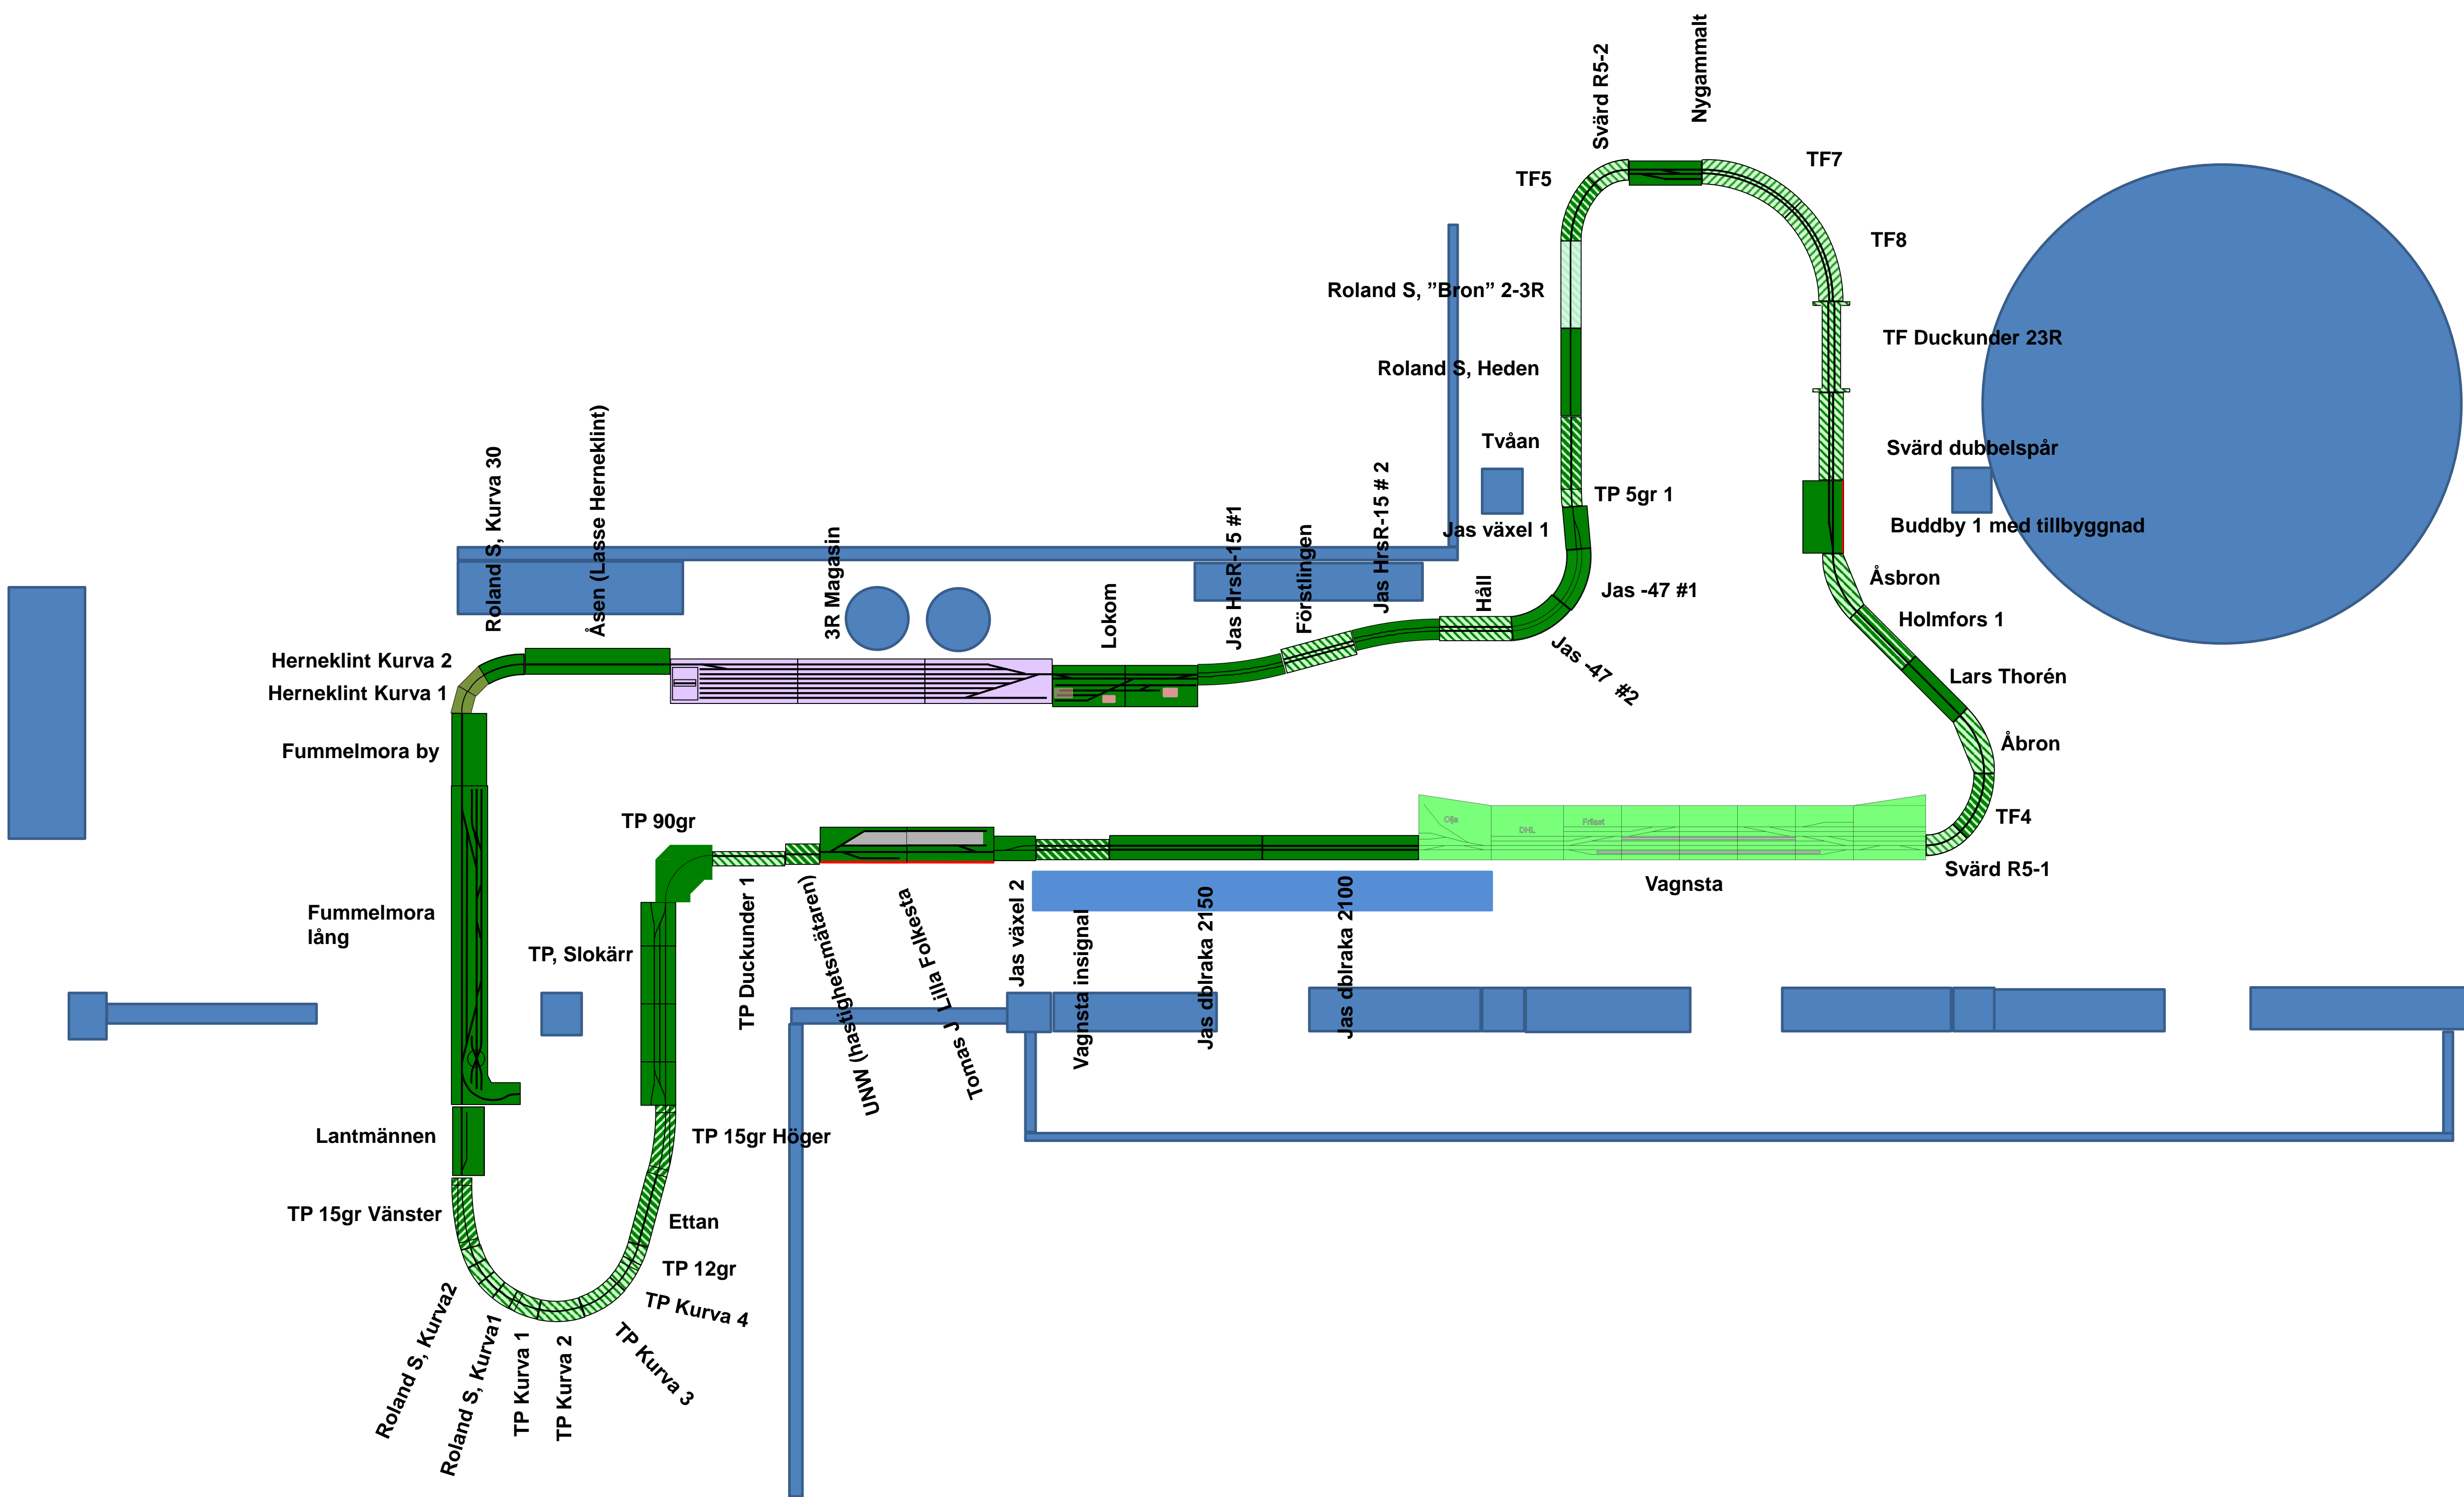 Nygammalt
Svärd R5-2
TF7
TF5
TF8
Roland S, ”Bron” 2-3R
TF Duckunder 23R
Roland S, Heden
Tvåan
Svärd dubbelspår
TP 5gr 1
Jas växel 1
Buddby 1 med tillbyggnad
Roland S, Kurva 30
Åsen (Lasse Herneklint)
3R Magasin
Lokom
Jas HrsR-15 #1
Förstlingen
Jas HrsR-15 # 2
Håll
Jas -47 #1
Jas -47 #2
Åsbron
Holmfors 1
Lars Thorén
Åbron
TF4
Svärd R5-1
Herneklint Kurva 2
Herneklint Kurva 1
Fummelmora by
TP 90gr
Olja
DHL
Frilast
Vagnsta
Fummelmora
lång
TP, Slokärr
TP Duckunder 1
UNW (hastighetsmätaren)
Tomas J Lilla Folkesta
Jas växel 2
Vagnsta insignal
Jas dblraka 2150
Jas dblraka 2100
Lantmännen
TP 15gr Höger
TP 15gr Vänster
Ettan
TP 12gr
TP Kurva 4
TP Kurva 3
Roland S, Kurva2
Roland S, Kurva1
TP Kurva 1
TP Kurva 2